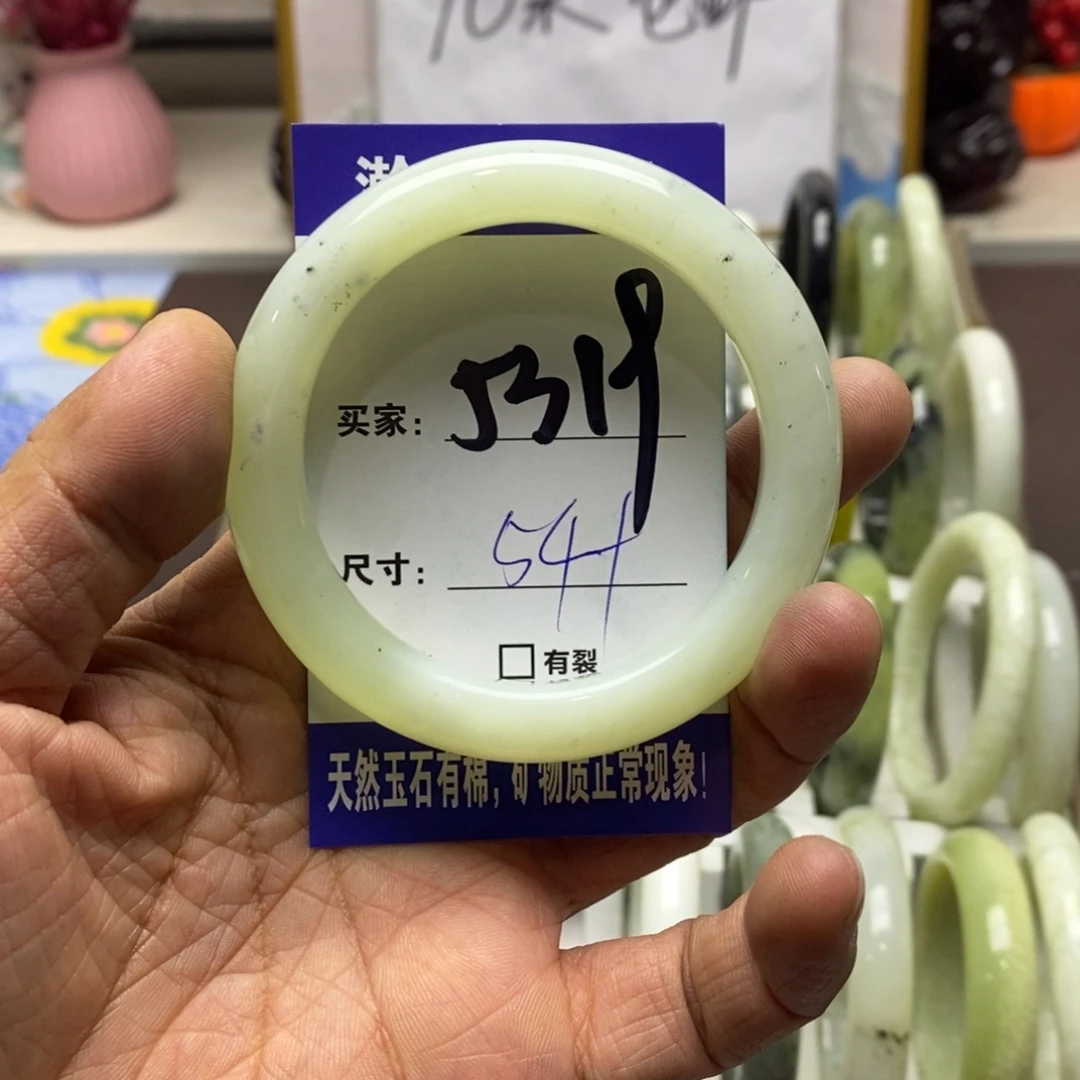 买家: 5319
尺寸: 54
□有裂
天然玉石有棉，矿物质正常现象！